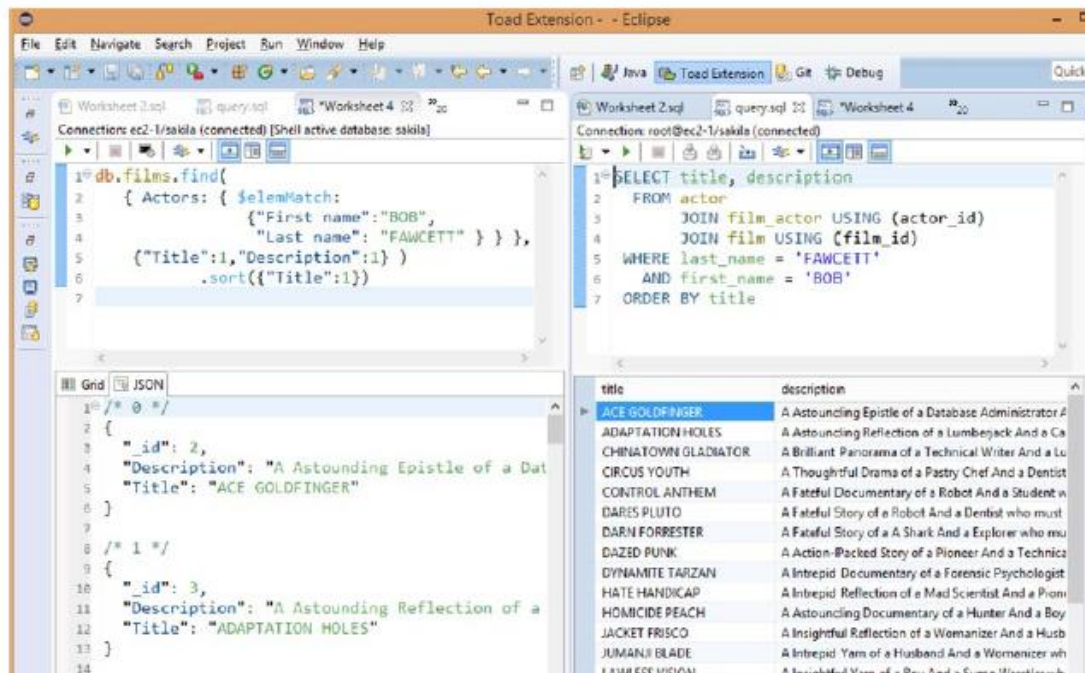 Toad Extension - - Eclipse
File Edit Navigate Search Project Run Window Help
Java Toad Extension Git Debug
Quick
Worksheet 2.sql query.sql *Worksheet 4 20
Connection: ec2-1/sakila (connected) [Shell active database: sakila]
1 db.films.find(
2 { Actors: { $elemMatch:
3 {"First name":"BOB",
4 "Last name": "FAWCETT" } } },
5 {"Title":1,"Description":1} )
6 .sort({"Title":1})
7
Grid JSON
1 /* 0 */
2 {
3 "_id": 2,
4 "Description": "A Astounding Epistle of a Dat
5 "Title": "ACE GOLDFINGER"
6 }
7
8 /* 1 */
9 {
10 "_id": 3,
11 "Description": "A Astounding Reflection of a
12 "Title": "ADAPTATION HOLES"
13 }
14
Worksheet 2.sql query.sql *Worksheet 4 20
Connection: root@ec2-1/sakila (connected)
1 SELECT title, description
2 FROM actor
3 JOIN film_actor USING (actor_id)
4 JOIN film USING (film_id)
5 WHERE last_name = 'FAWCETT'
6 AND first_name = 'BOB'
7 ORDER BY title
title description
ACE GOLDFINGER A Astounding Epistle of a Database Administrator A
ADAPTATION HOLES A Astounding Reflection of a Lumberjack And a Ca
CHINATOWN GLADIATOR A Brilliant Panorama of a Technical Writer And a Lu
CIRCUS YOUTH A Thoughtful Drama of a Pastry Chef And a Dentist
CONTROL ANTHEM A Fateful Documentary of a Robot And a Student w
DARES PLUTO A Fateful Story of a Robot And a Dentist who must
DARN FORRESTER A Fateful Story of a A Shark And a Explorer who mu
DAZED PUNK A Action-Packed Story of a Pioneer And a Technica
DYNAMITE TARZAN A Intrepid Documentary of a Forensic Psychologist
HATE HANDICAP A Intrepid Reflection of a Mad Scientist And a Pione
HOMICIDE PEACH A Astounding Documentary of a Hunter And a Boy
JACKET FRISCO A Insightful Reflection of a Womanizer And a Husb
JUMANJI BLADE A Intrepid Yarn of a Husband And a Womanizer wh
LAWLESS VISION A Insightful Yarn of a Boy And a Sumo Wrestler